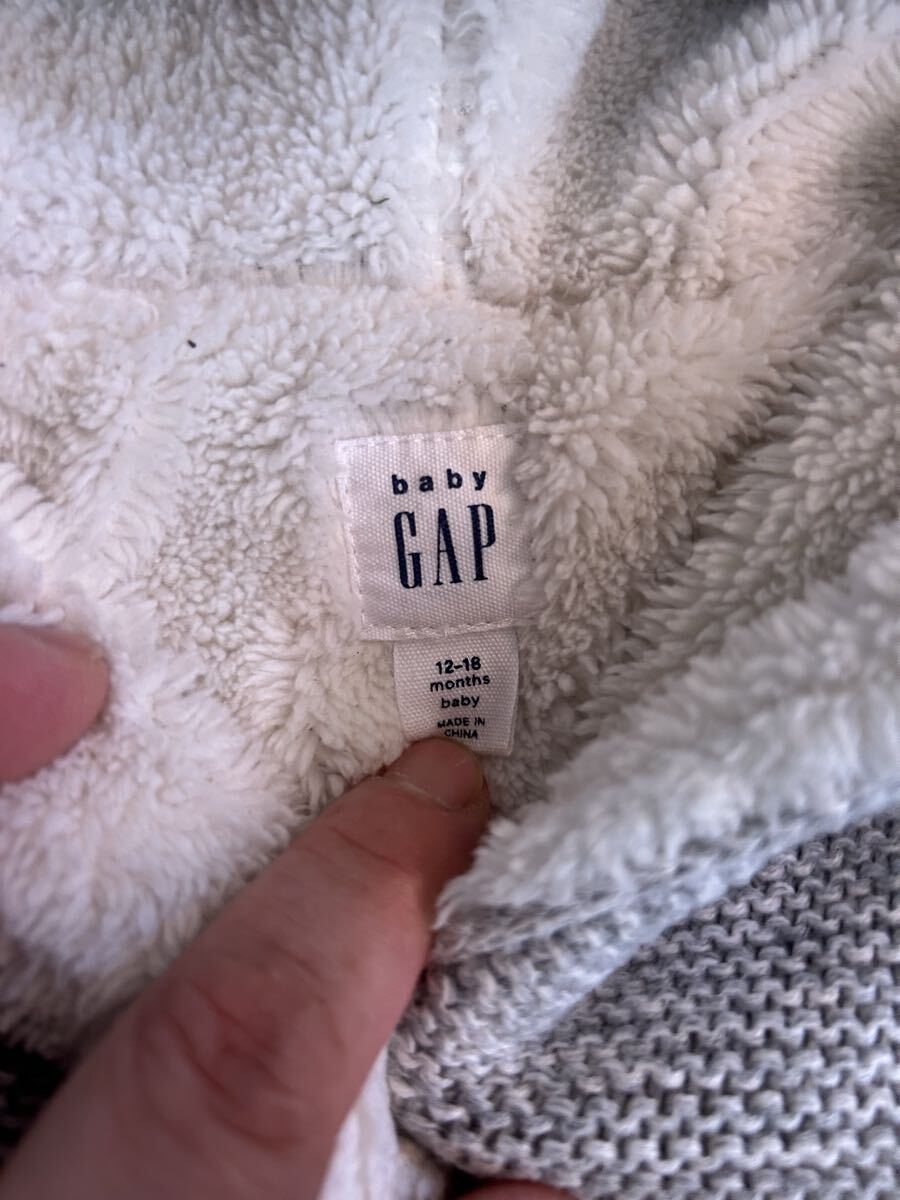 baby
GAP
12-18
months
baby
MADE IN
CHINA